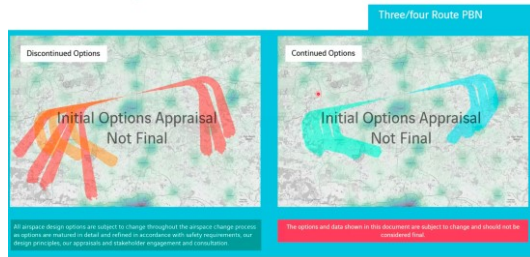 Three/four Route PBN
Discontinued Options
Initial Options Appraisal
Not Final
All airspace design options are subject to change throughout the airspace change process
as options are matured in detail and refined in accordance with safety requirements, our
design principles, our appraisals and stakeholder engagement and consultation
Continued Options
Initial Options Appraisal
Not Final
The options and data shown in this document are subject to change and should not be
considered final.